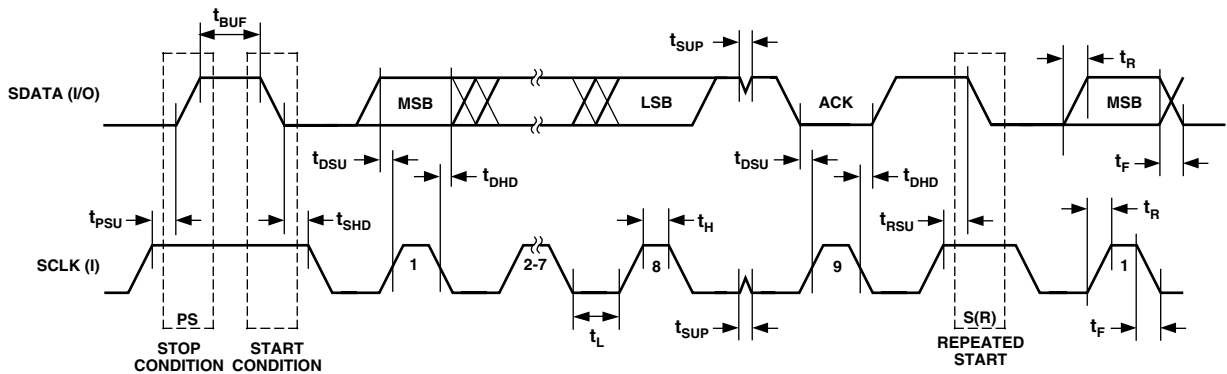 tBUF
tSUP
tR
SDATA (I/O)
MSB
LSB
ACK
MSB
tDSU
tDHD
tDSU
tDHD
tF
tPSU
tSHD
tH
tRSU
tR
SCLK (I)
1
2-7
8
9
1
PS
tL
tSUP
S(R)
tF
STOP
CONDITION
START
CONDITION
REPEATED
START